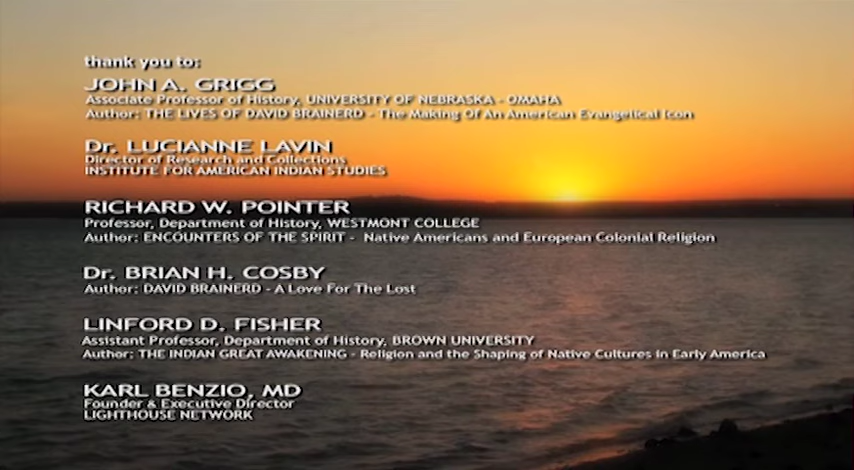 thank you to:
JOHN A. GRIGG
Associate Professor of History, UNIVERSITY OF NEBRASKA - OMAHA
Author: THE LIVES OF DAVID BRAINERD - The Making Of An American Evangelical Icon
Dr. LUCIANNE LAVIN
Director of Research and Collections
INSTITUTE FOR AMERICAN INDIAN STUDIES
RICHARD W. POINTER
Professor, Department of History, WESTMONT COLLEGE
Author: ENCOUNTERS OF THE SPIRIT - Native Americans and European Colonial Religion
Dr. BRIAN H. COSBY
Author: DAVID BRAINERD - A Love For The Lost
LINFORD D. FISHER
Assistant Professor, Department of History, BROWN UNIVERSITY
Author: THE INDIAN GREAT AWAKENING - Religion and the Shaping of Native Cultures in Early America
KARL BENZIO, MD
Founder & Executive Director
LIGHTHOUSE NETWORK